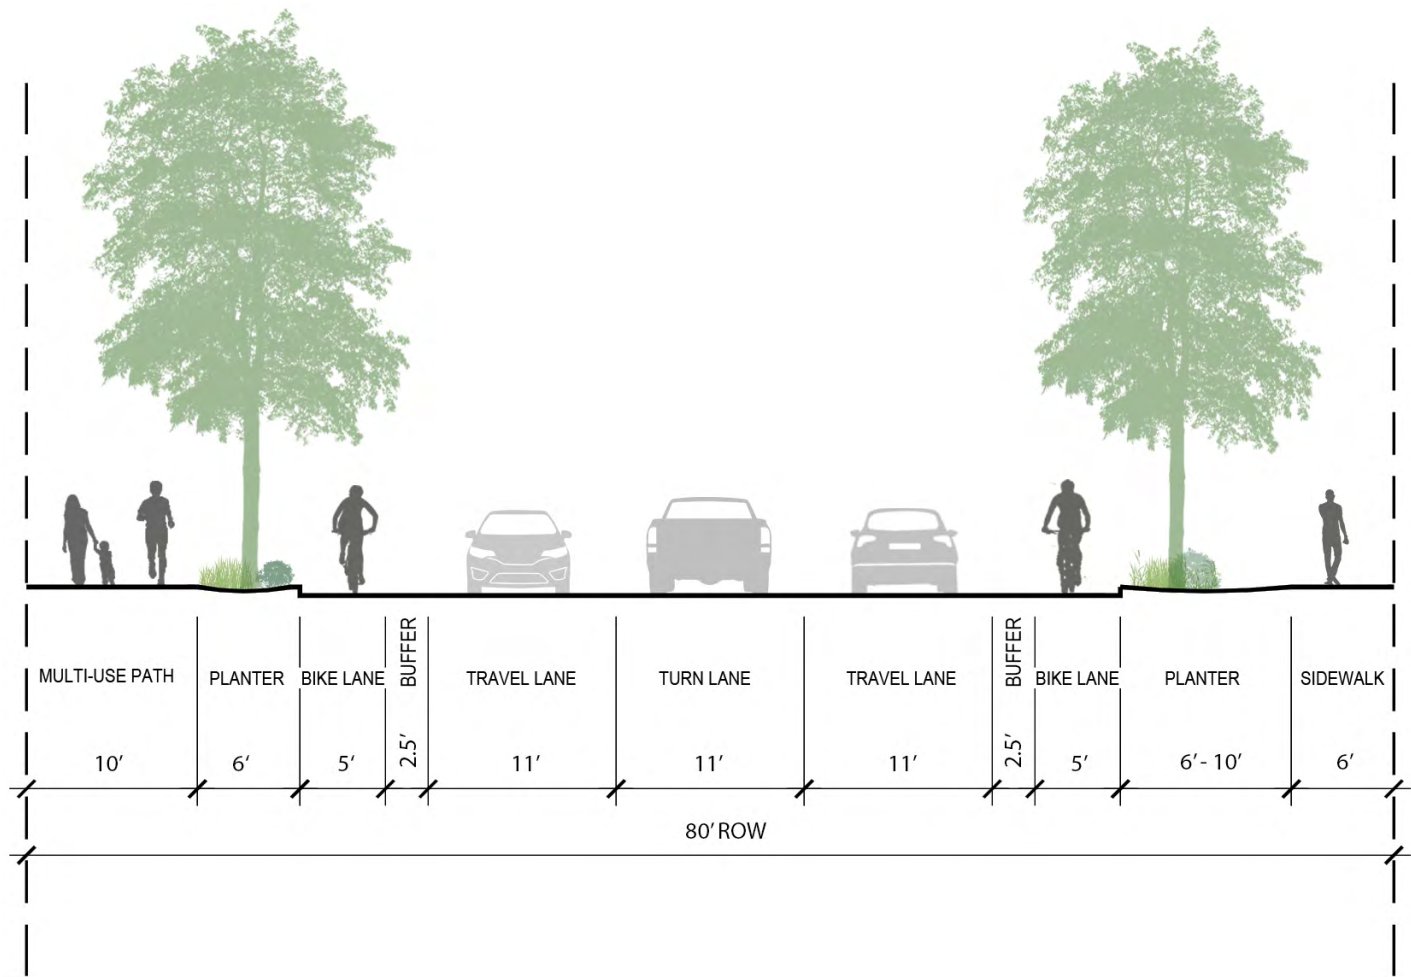 MULTI-USE PATH
PLANTER
BIKE LANE
BUFFER
TRAVEL LANE
TURN LANE
TRAVEL LANE
BUFFER
BIKE LANE
PLANTER
SIDEWALK
10'
6'
5'
2.5'
11'
11'
11'
2.5'
5'
6' - 10'
6'
80' ROW